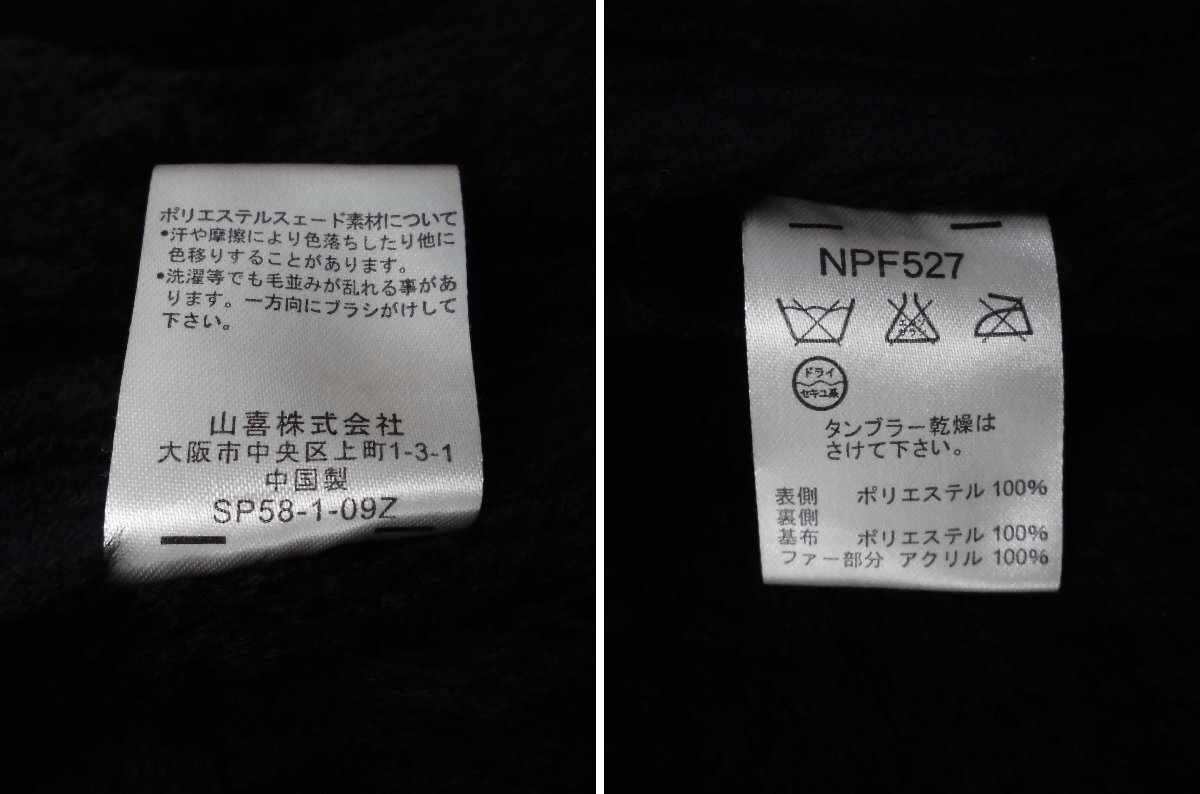 ポリエステルスェード素材について
•汗や摩擦により色落ちしたり他に
色移りすることがあります。
•洗濯等でも毛並みが乱れる事があ
ります。一方向にブラシがけして
下さい。
山喜株式会社
大阪市中央区上町1-3-1
中国製
SP58-1-09Z
NPF527
エンソ
サラシ
ドライ
セキユ系
タンブラー乾燥は
さけて下さい。
表側 ポリエステル 100%
裏側
基布 ポリエステル 100%
ファー部分 アクリル 100%